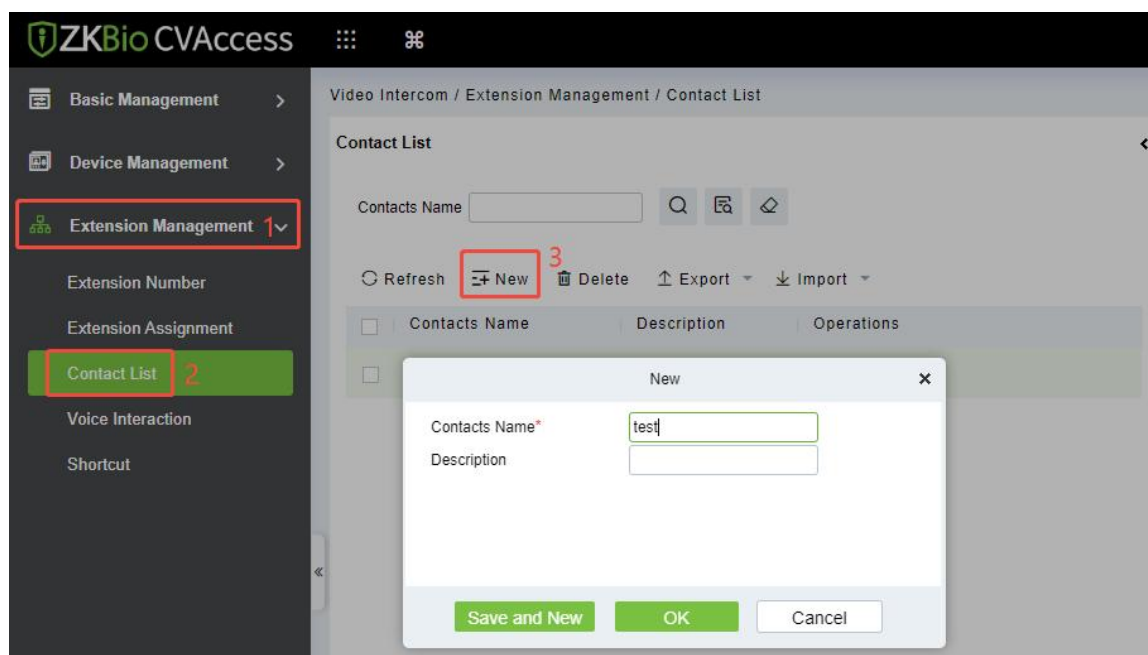 ZKBio CVAccess
Basic Management
Device Management
Extension Management 1
Extension Number
Extension Assignment
Contact List 2
Voice Interaction
Shortcut
Video Intercom / Extension Management / Contact List
Contact List
Contacts Name
Refresh New 3 Delete Export Import
Contacts Name Description Operations
New
Contacts Name* test
Description
Save and New OK Cancel